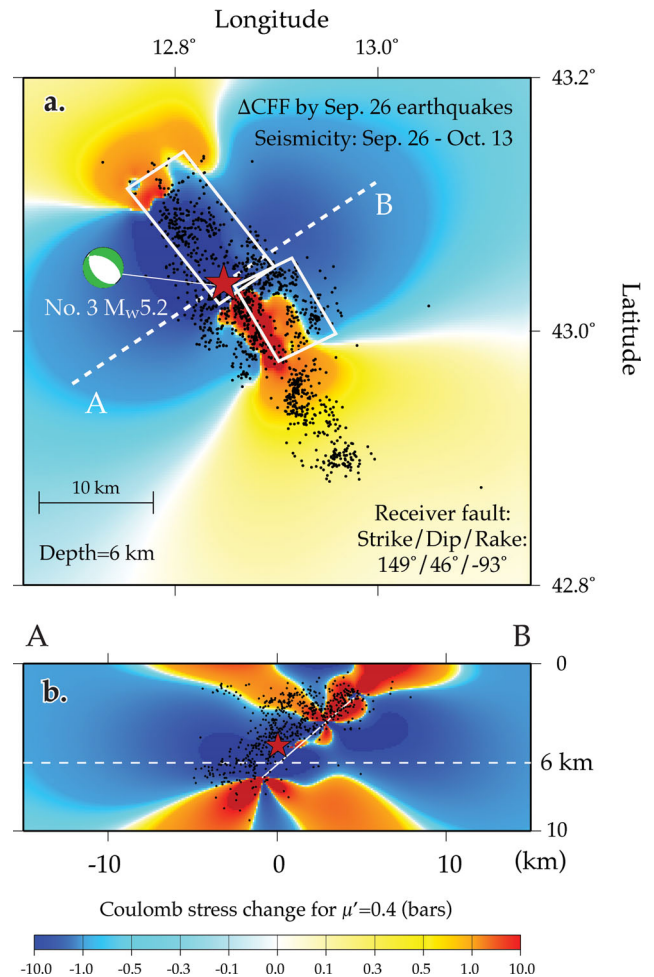 Longitude
12.8° 13.0°
43.2°
a.
ΔCFF by Sep. 26 earthquakes
Seismicity: Sep. 26 - Oct. 13
B
No. 3 Mw5.2
43.0°
Latitude
A
10 km
Depth=6 km
Receiver fault:
Strike/Dip/Rake:
149°/46°/-93°
42.8°
A B
b.
0
6 km
10
-10 0 10 (km)
Coulomb stress change for μ'=0.4 (bars)
-10.0 -1.0 -0.5 -0.3 -0.1 0.0 0.1 0.3 0.5 1.0 10.0